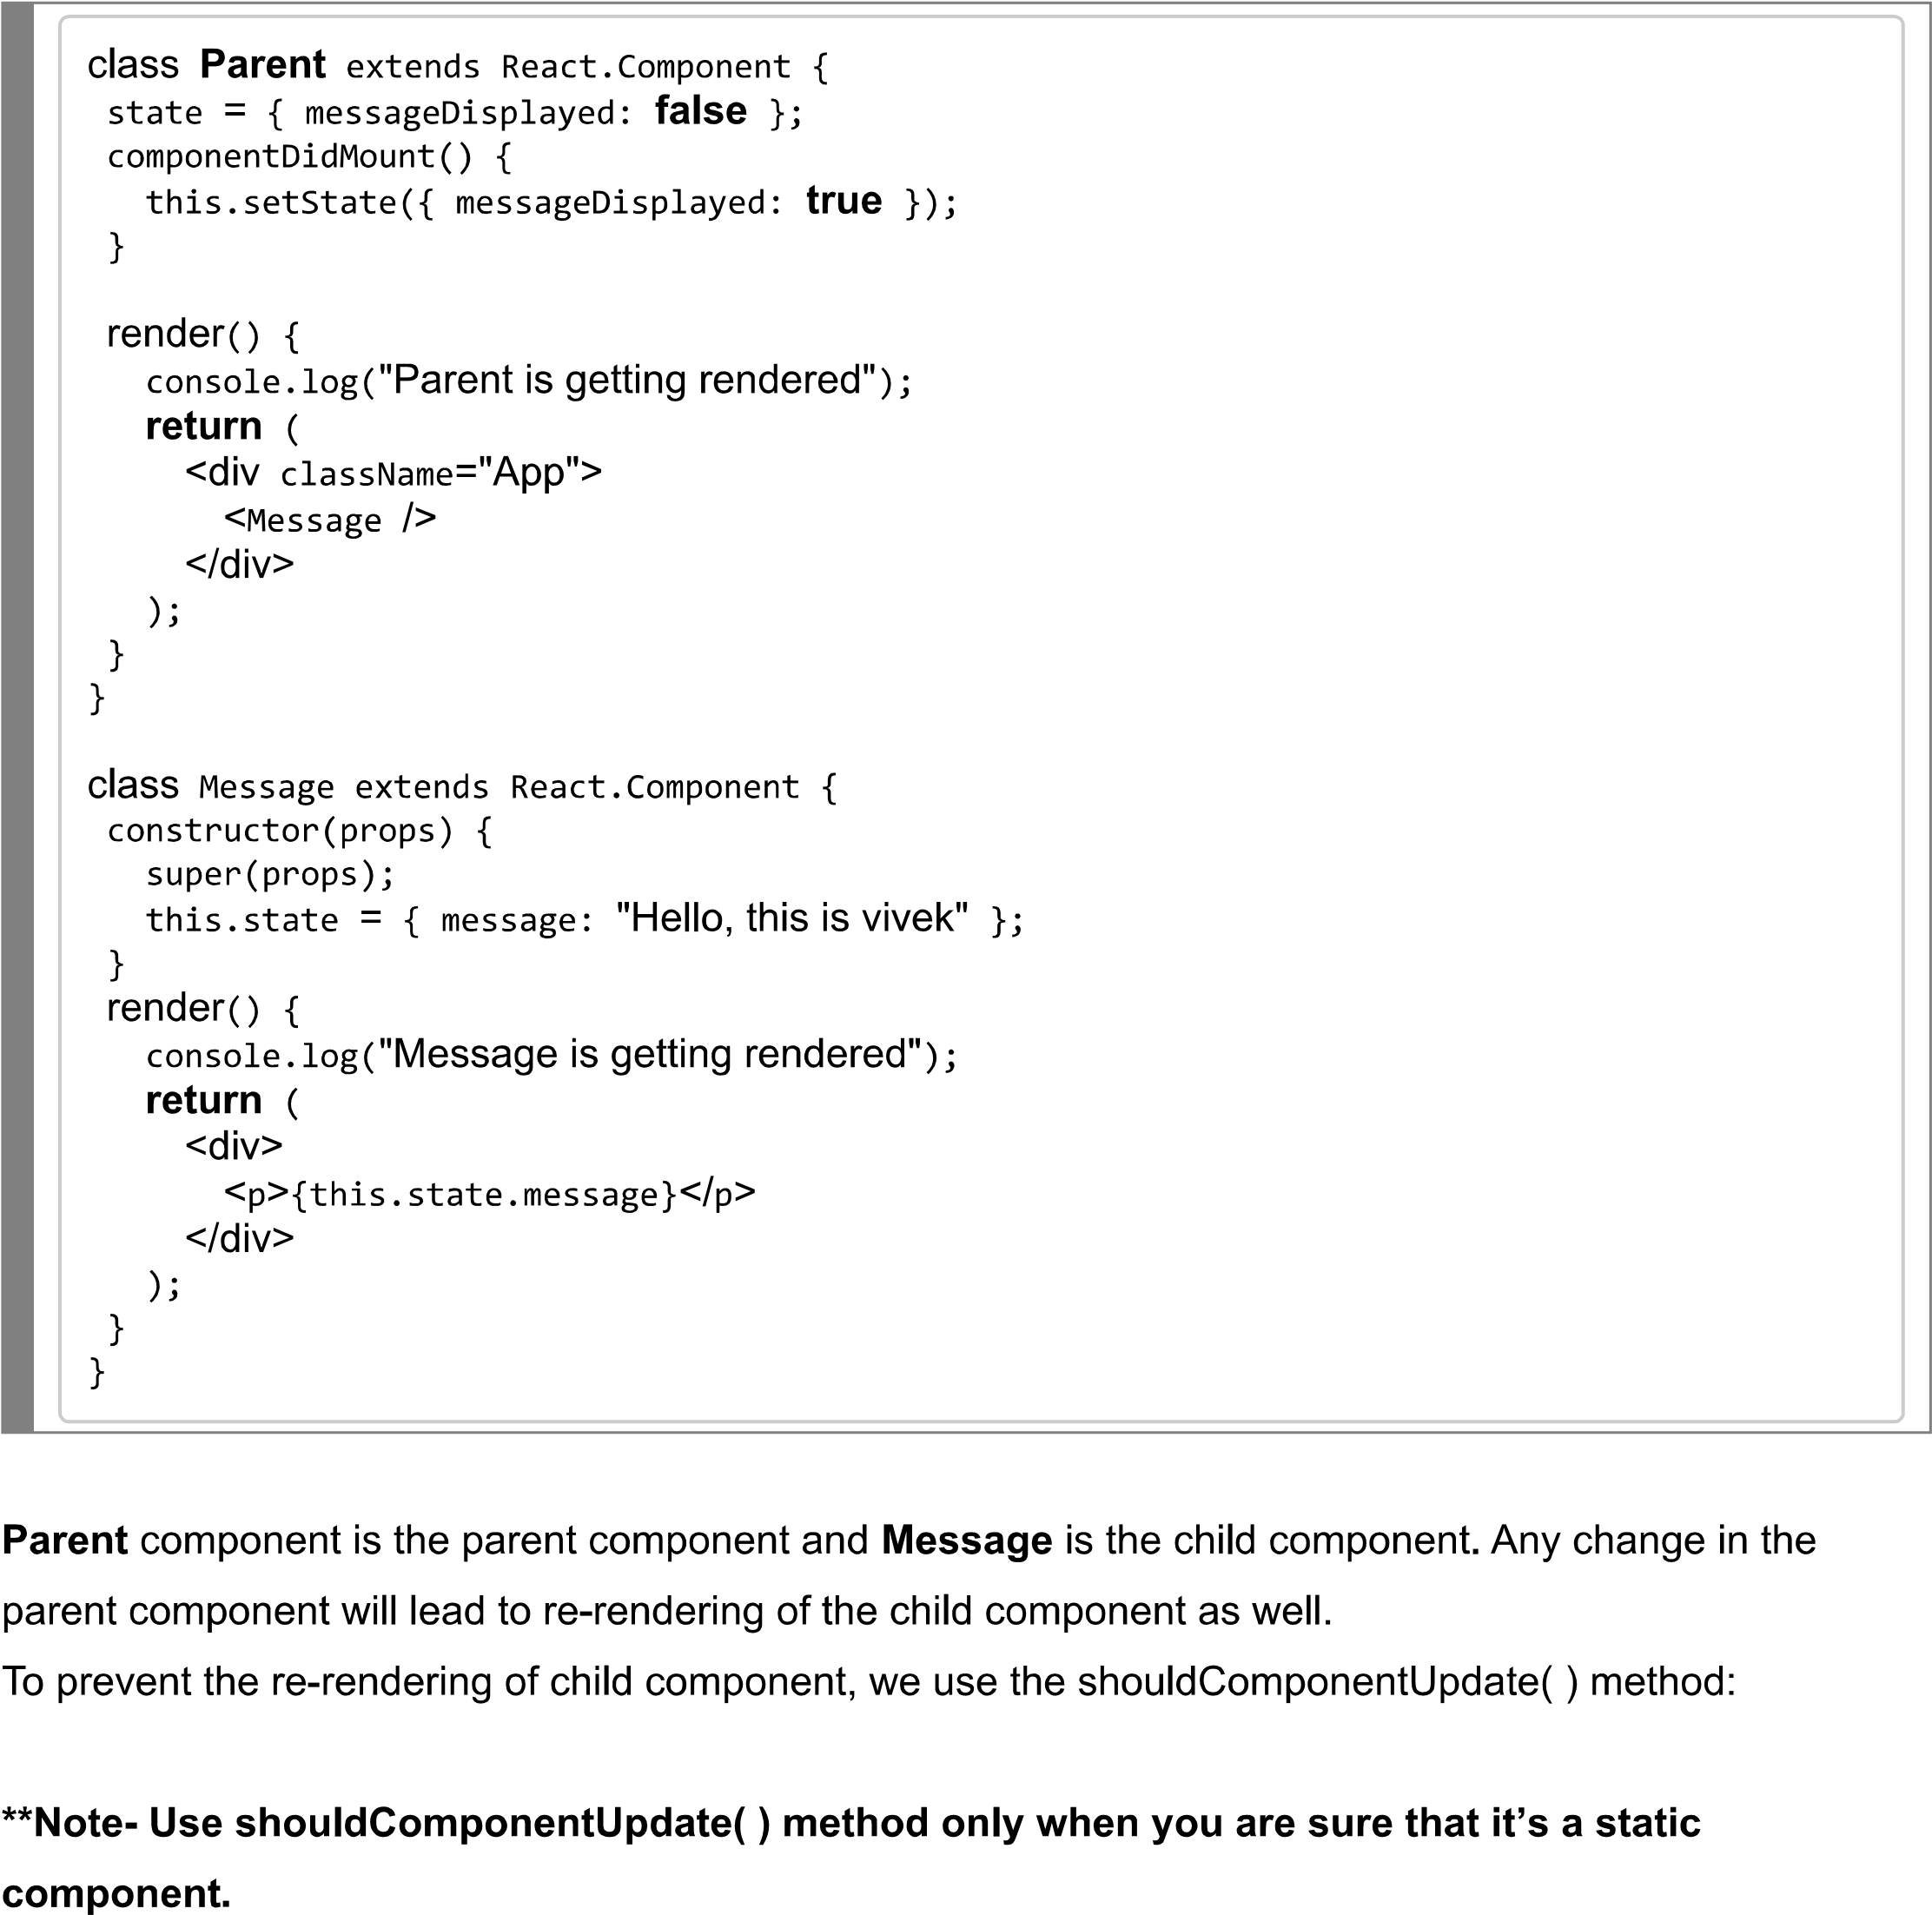 class Parent extends React.Component {
 state = { messageDisplayed: false };
 componentDidMount() {
   this.setState({ messageDisplayed: true });
 }

 render() {
   console.log("Parent is getting rendered");
   return (
     <div className="App">
       <Message />
     </div>
   );
 }
}

class Message extends React.Component {
 constructor(props) {
   super(props);
   this.state = { message: "Hello, this is vivek" };
 }
 render() {
   console.log("Message is getting rendered");
   return (
     <div>
       <p>{this.state.message}</p>
     </div>
   );
 }
}

Parent component is the parent component and Message is the child component. Any change in the
parent component will lead to re-rendering of the child component as well.
To prevent the re-rendering of child component, we use the shouldComponentUpdate( ) method:

**Note- Use shouldComponentUpdate( ) method only when you are sure that it’s a static
component.